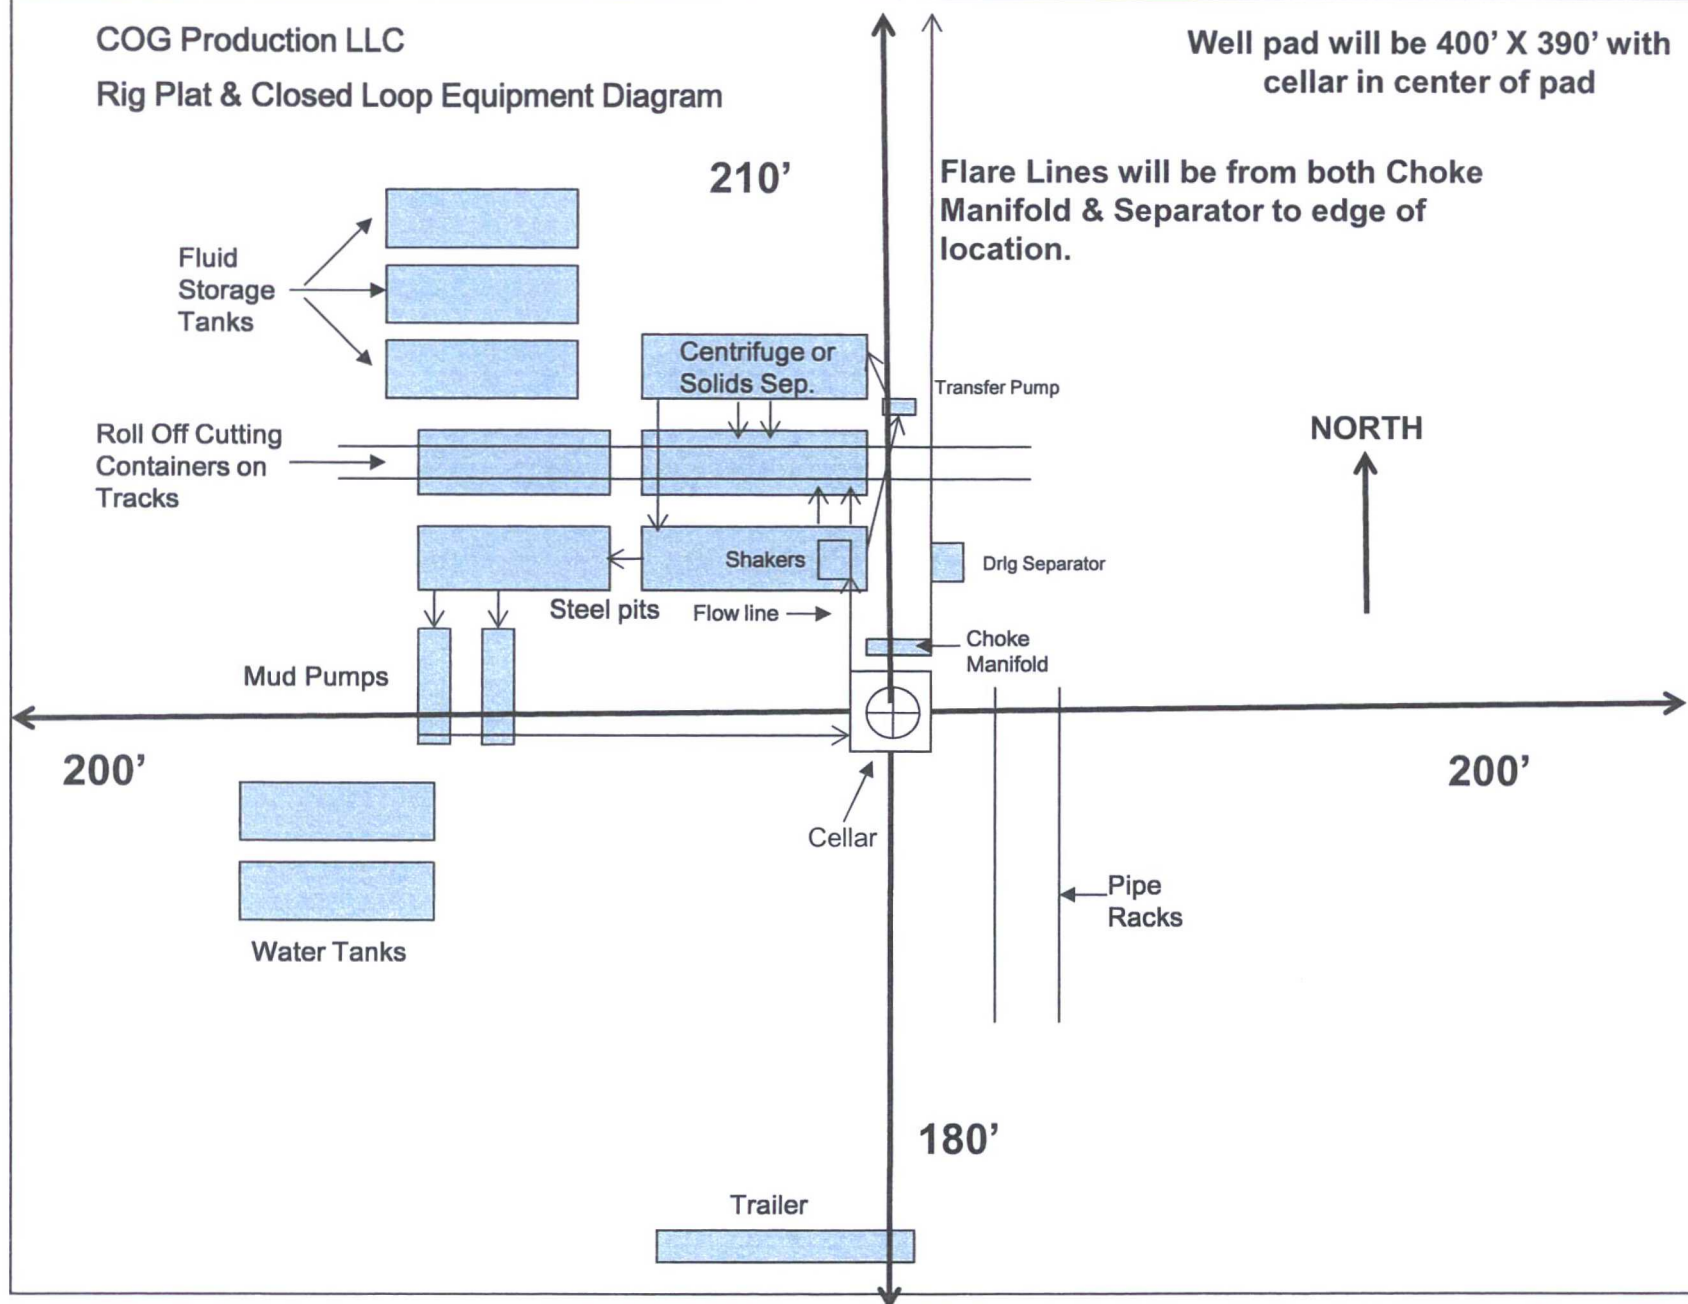 COG Production LLC
Rig Plat & Closed Loop Equipment Diagram
Well pad will be 400’ X 390’ with
cellar in center of pad
210’
Flare Lines will be from both Choke
Manifold & Separator to edge of
location.
Fluid
Storage
Tanks
Centrifuge or
Solids Sep.
Transfer Pump
Roll Off Cutting
Containers on
Tracks
NORTH
Shakers
Drlg Separator
Steel pits
Flow line
Choke
Manifold
Mud Pumps
200’
200’
Cellar
Pipe
Racks
Water Tanks
180’
Trailer